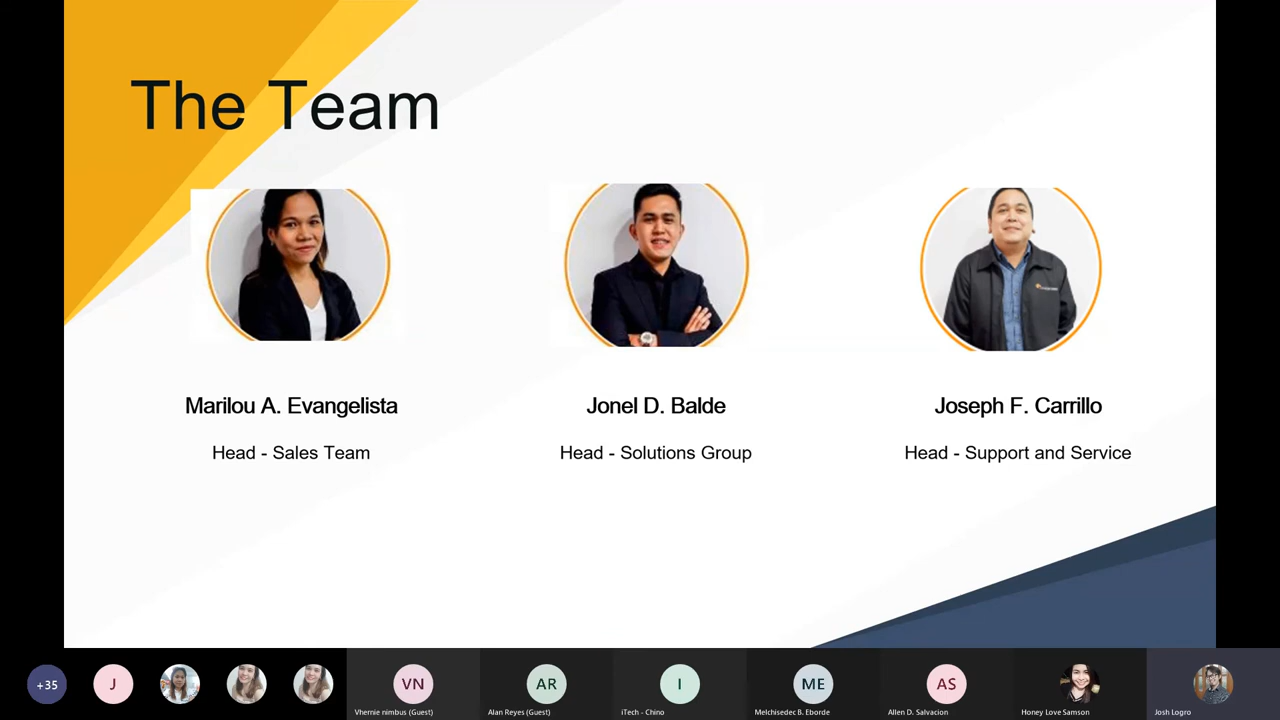 The Team
Marilou A. Evangelista
Jonel D. Balde
Joseph F. Carrillo
Head - Sales Team
Head - Solutions Group
Head - Support and Service
+35
J
VN
AR
I
ME
AS
Vhernie nimbus (Guest)
Alan Reyes (Guest)
iTech - Chino
Melchisedec B. Eborde
Allen D. Salvacion
Honey Love Samson
Josh Logro